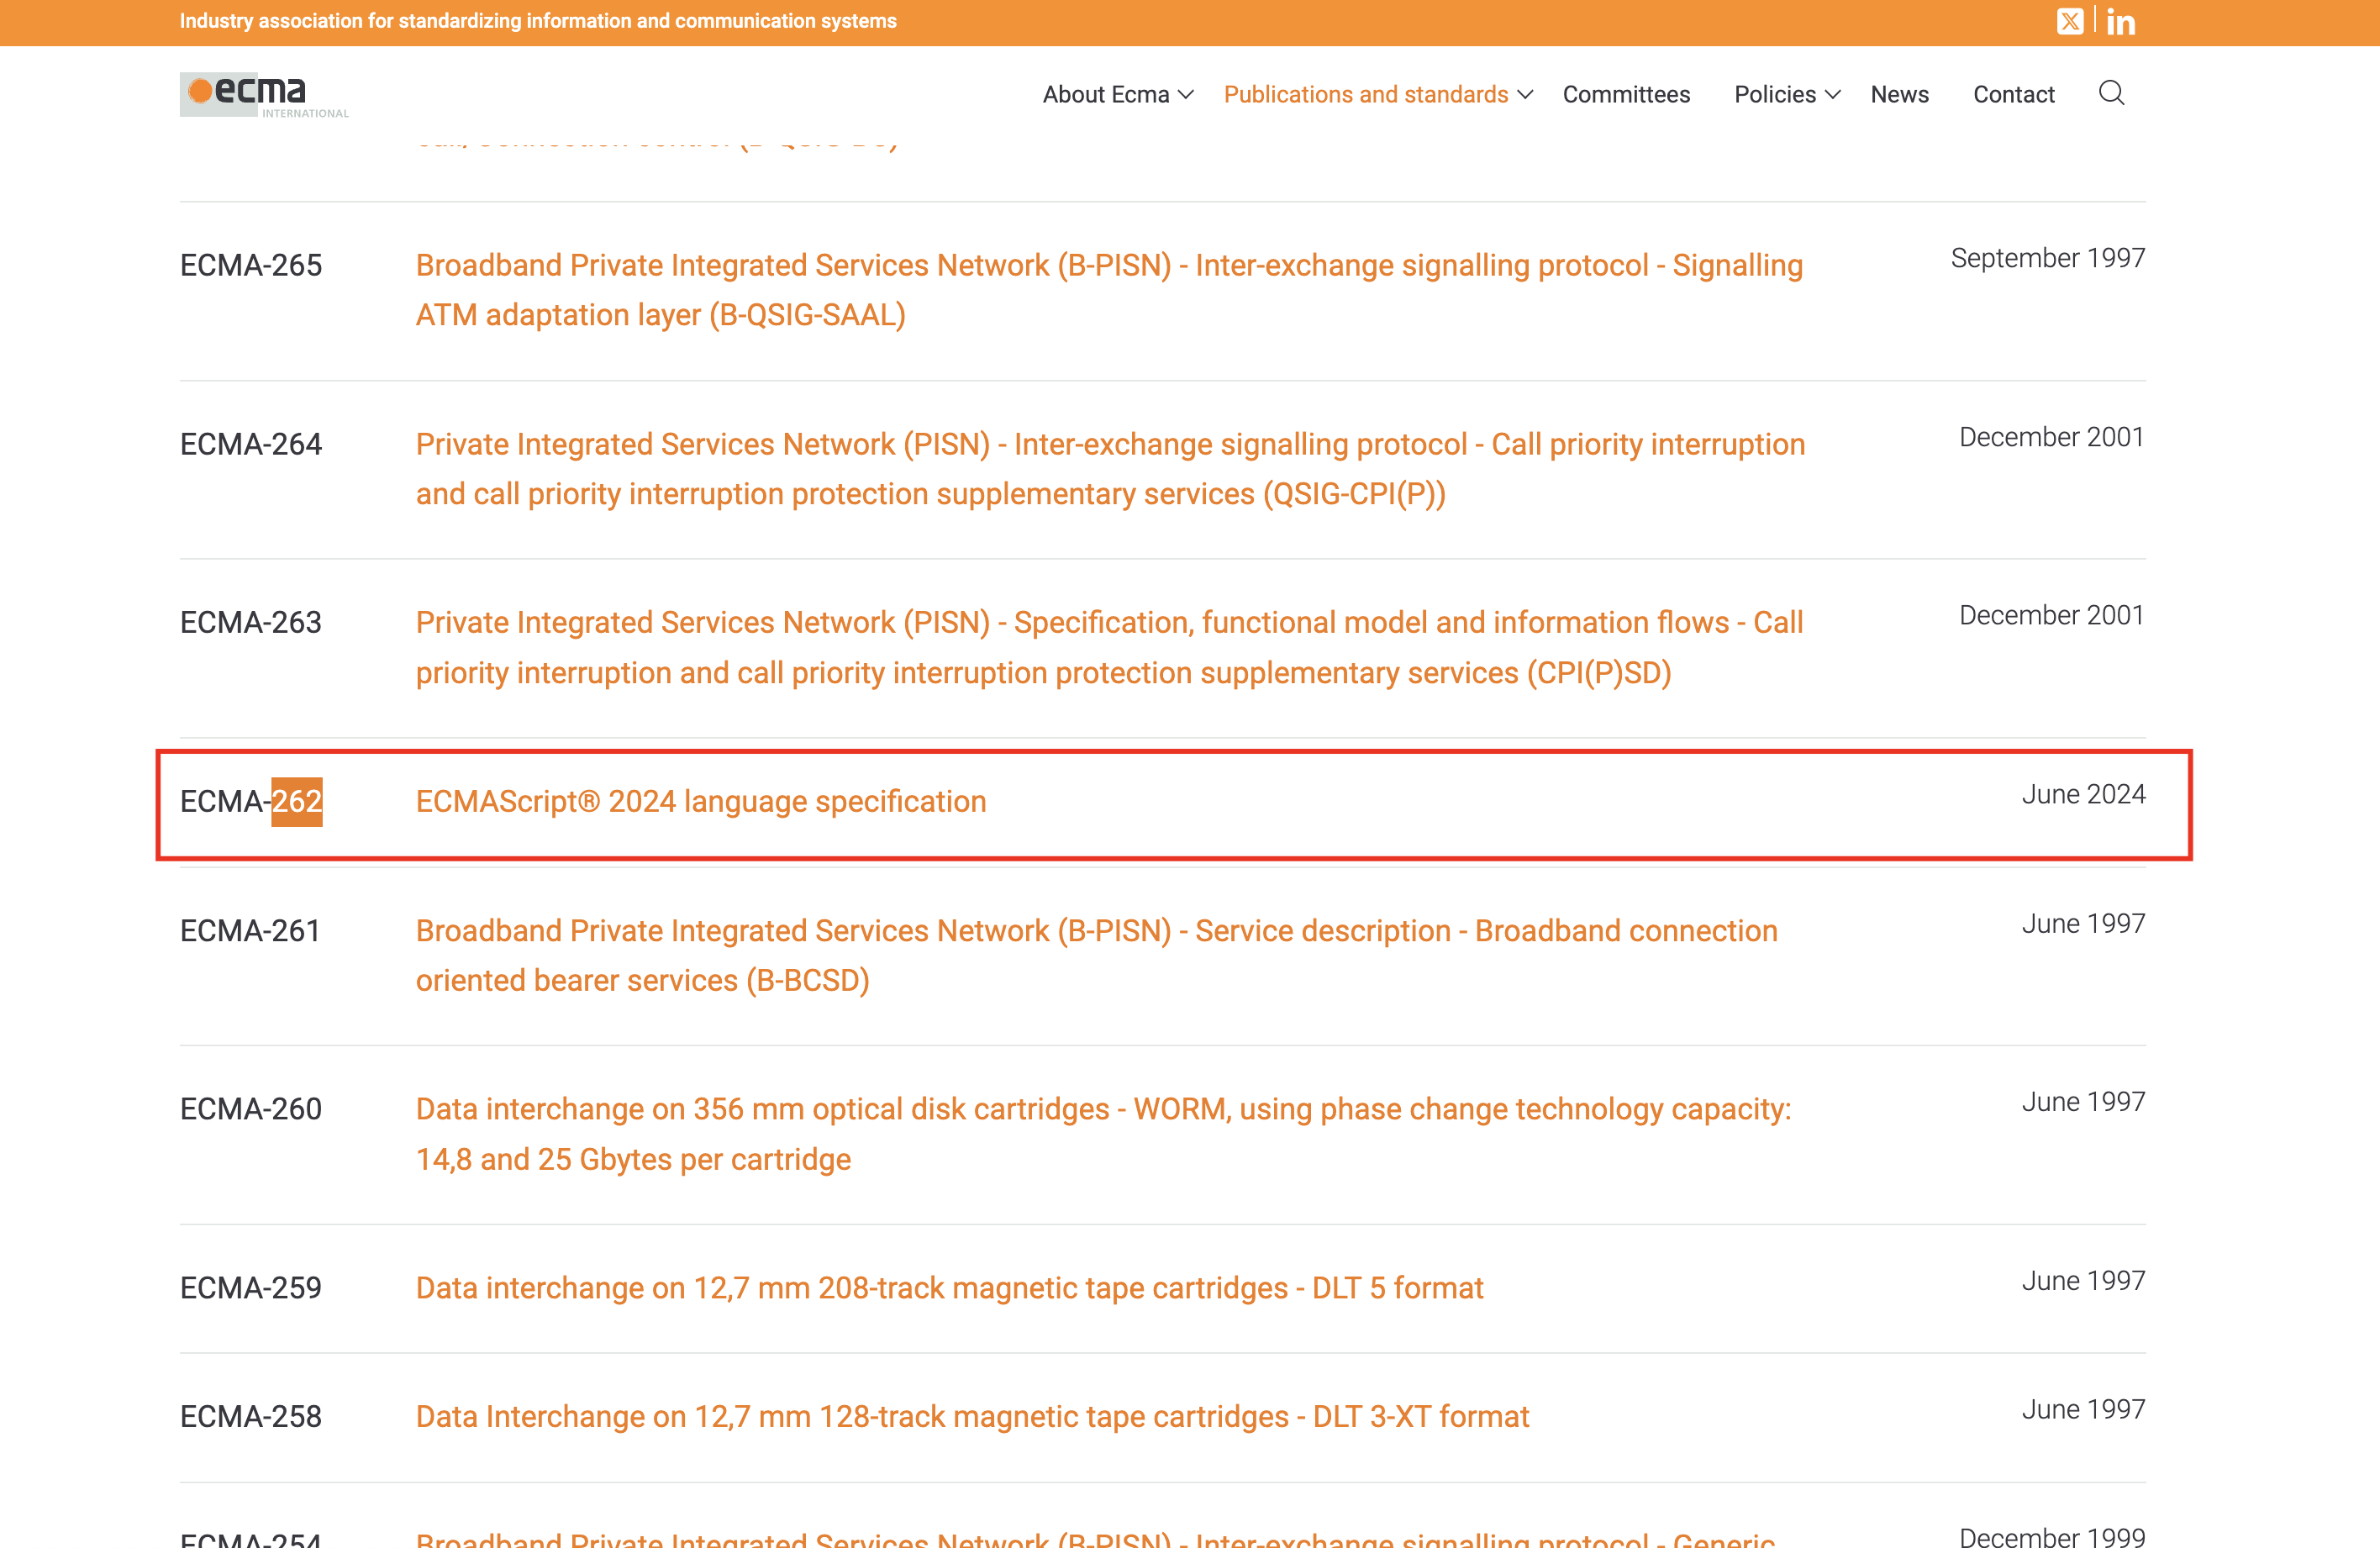 Industry association for standardizing information and communication systems
ecma
INTERNATIONAL
About Ecma
Publications and standards
Committees
Policies
News
Contact
ECMA-265
Broadband Private Integrated Services Network (B-PISN) - Inter-exchange signalling protocol - Signalling
ATM adaptation layer (B-QSIG-SAAL)
September 1997
ECMA-264
Private Integrated Services Network (PISN) - Inter-exchange signalling protocol - Call priority interruption
and call priority interruption protection supplementary services (QSIG-CPI(P))
December 2001
ECMA-263
Private Integrated Services Network (PISN) - Specification, functional model and information flows - Call
priority interruption and call priority interruption protection supplementary services (CPI(P)SD)
December 2001
ECMA-262
ECMAScript® 2024 language specification
June 2024
ECMA-261
Broadband Private Integrated Services Network (B-PISN) - Service description - Broadband connection
oriented bearer services (B-BCSD)
June 1997
ECMA-260
Data interchange on 356 mm optical disk cartridges - WORM, using phase change technology capacity:
14,8 and 25 Gbytes per cartridge
June 1997
ECMA-259
Data interchange on 12,7 mm 208-track magnetic tape cartridges - DLT 5 format
June 1997
ECMA-258
Data Interchange on 12,7 mm 128-track magnetic tape cartridges - DLT 3-XT format
June 1997
ECMA-254
Broadband Private Integrated Services Network (B-PISN) - Inter-exchange signalling protocol - Generic
December 1999